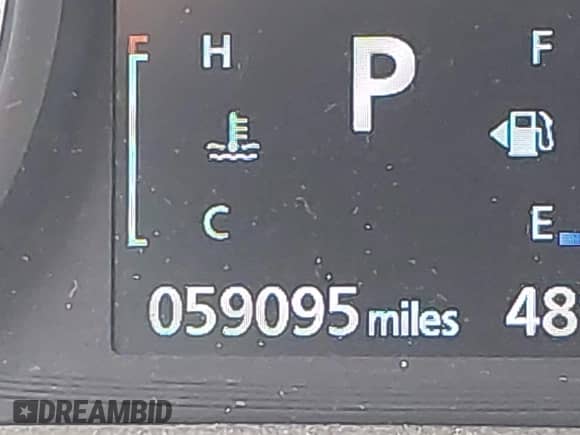 H P F
C E
059095 miles 48
DREAMBID